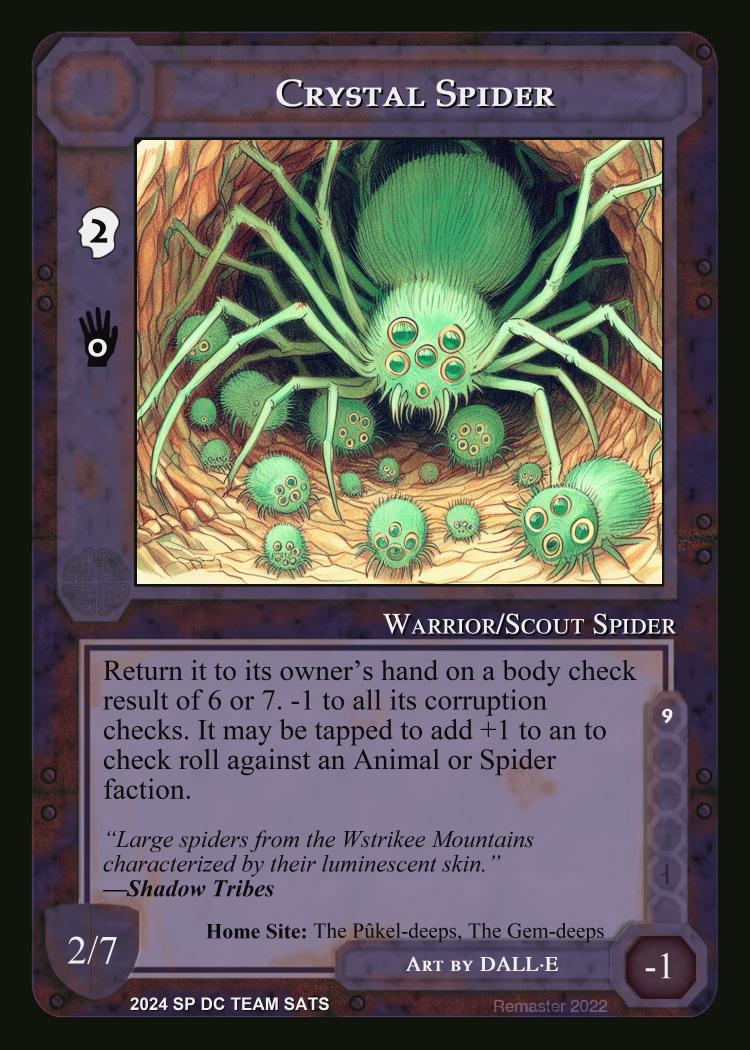 Crystal Spider
2
0
Warrior/Scout Spider
Return it to its owner’s hand on a body check
result of 6 or 7. -1 to all its corruption
checks. It may be tapped to add +1 to an to
check roll against an Animal or Spider
faction.
9
“Large spiders from the Wstrikee Mountains
characterized by their luminescent skin.”
—Shadow Tribes
Home Site: The Pûkel-deeps, The Gem-deeps
2/7
Art by DALL·E
-1
2024 SP DC TEAM SATS
Remaster 2022